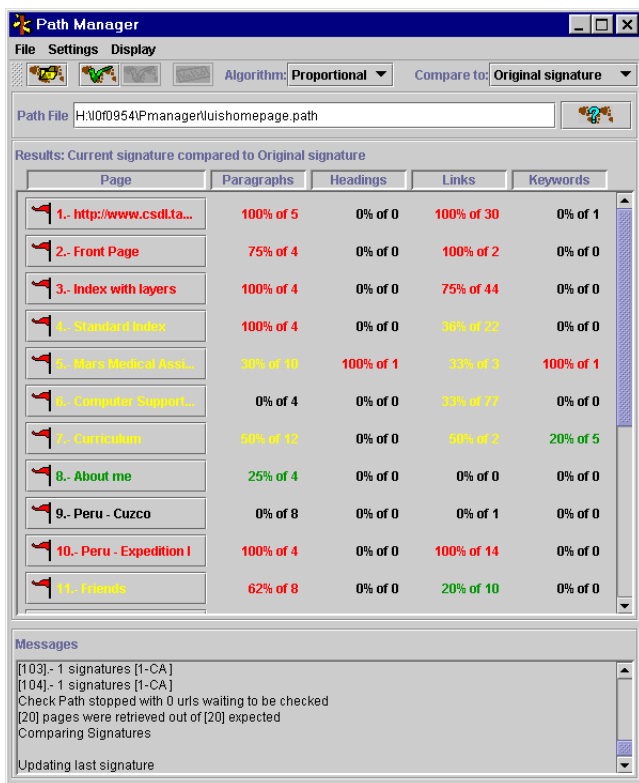 Path Manager
File Settings Display
Algorithm: Proportional Compare to: Original signature
Path File H:\l0f0954\Pmanager\luishomepage.path
Results: Current signature compared to Original signature
Page Paragraphs Headings Links Keywords
1.- http://www.csdl.ta... 100% of 5 0% of 0 100% of 30 0% of 1
2.- Front Page 75% of 4 0% of 0 100% of 2 0% of 0
3.- Index with layers 100% of 4 0% of 0 75% of 44 0% of 0
4.- Standard Index 100% of 4 0% of 0 36% of 22 0% of 0
5.- Mars Medical Assi... 30% of 10 100% of 1 33% of 3 100% of 1
6.- Computer Support... 0% of 4 0% of 0 33% of 77 0% of 0
7.- Curriculum 50% of 12 0% of 0 50% of 2 20% of 5
8.- About me 25% of 4 0% of 0 0% of 0 0% of 0
9.- Peru - Cuzco 0% of 8 0% of 0 0% of 1 0% of 0
10.- Peru - Expedition I 100% of 4 0% of 0 100% of 14 0% of 0
11.- Friends 62% of 8 0% of 0 20% of 10 0% of 0
Messages
[103].- 1 signatures [1-CA]
[104].- 1 signatures [1-CA]
Check Path stopped with 0 urls waiting to be checked
[20] pages were retrieved out of [20] expected
Comparing Signatures
Updating last signature